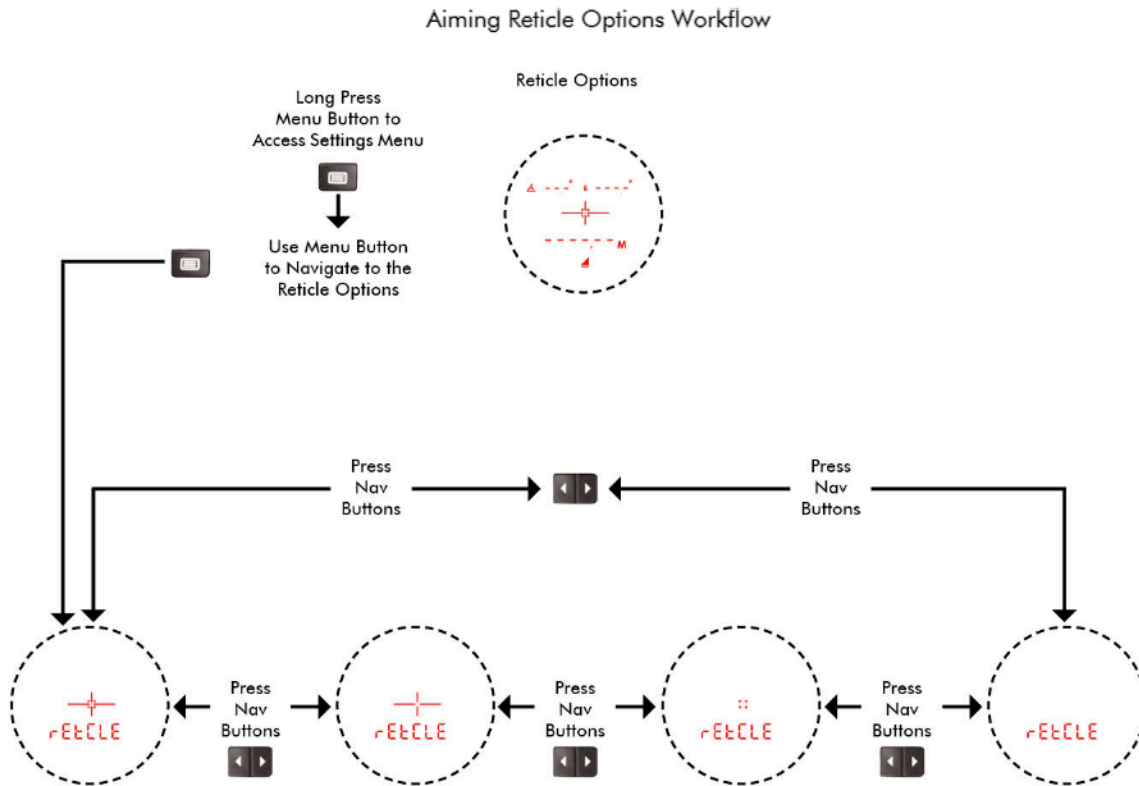 Aiming Reticle Options Workflow
Reticle Options
Long Press
Menu Button to
Access Settings Menu
M
Use Menu Button
to Navigate to the
Reticle Options
Press
Nav
Buttons
Press
Nav
Buttons
rEtCLE
Press
Nav
Buttons
rEtCLE
Press
Nav
Buttons
rEtCLE
Press
Nav
Buttons
rEtCLE